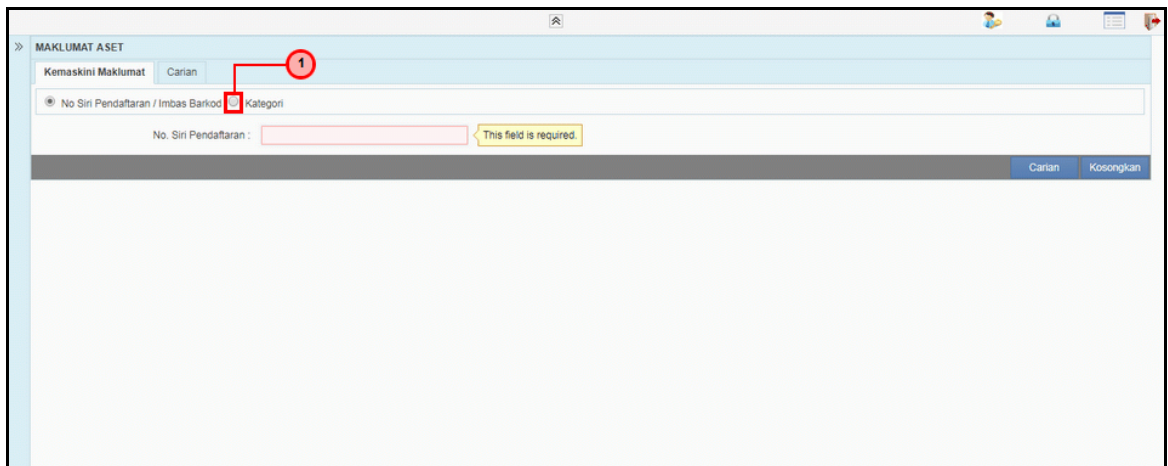 MAKLUMAT ASET
Kemaskini Maklumat Carian
1
No Siri Pendaftaran / Imbas Barkod Kategori
No. Siri Pendaftaran : This field is required.
Carian Kosongkan